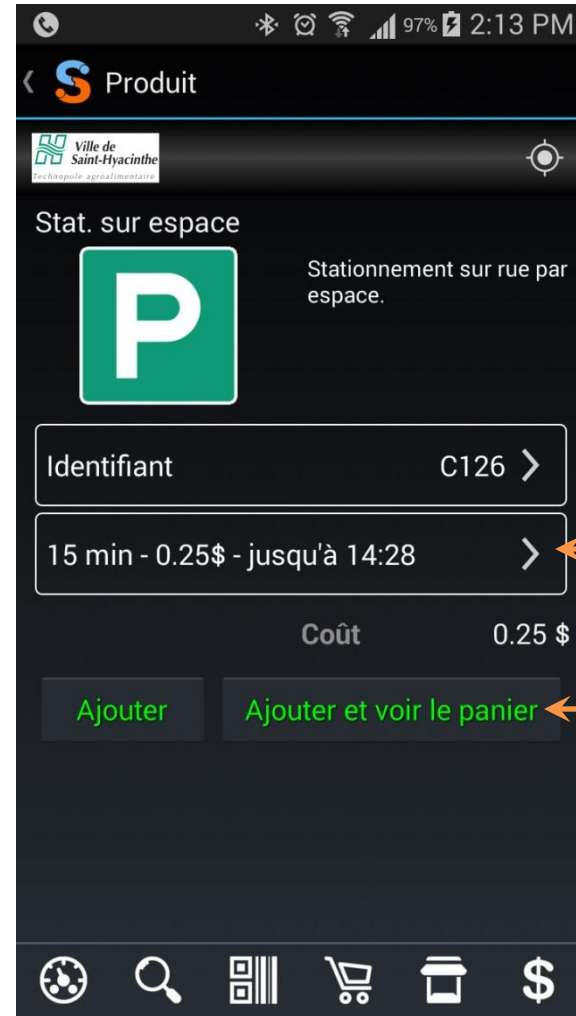 97% 2:13 PM
Produit
Ville de
Saint-Hyacinthe
Technopole agroalimentaire
Stat. sur espace
P
Stationnement sur rue par
espace.
Identifiant C126
15 min - 0.25$ - jusqu'à 14:28
Coût 0.25 $
Ajouter Ajouter et voir le panier
$